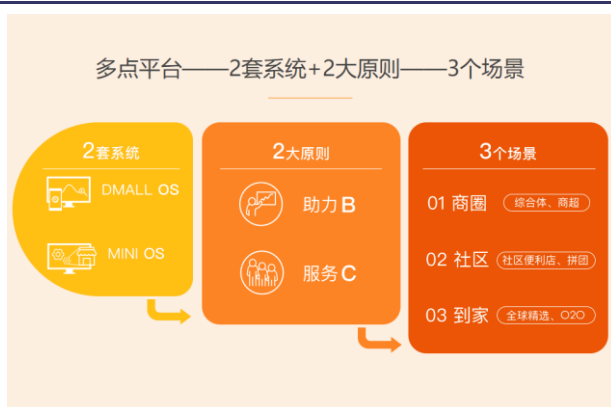 多点平台——2套系统+2大原则——3个场景
2套系统
DMALL OS
MINI OS
2大原则
助力B
服务C
3个场景
01 商圈 综合体、商超
02 社区 社区便利店、拼团
03 到家 全球精选、O2O